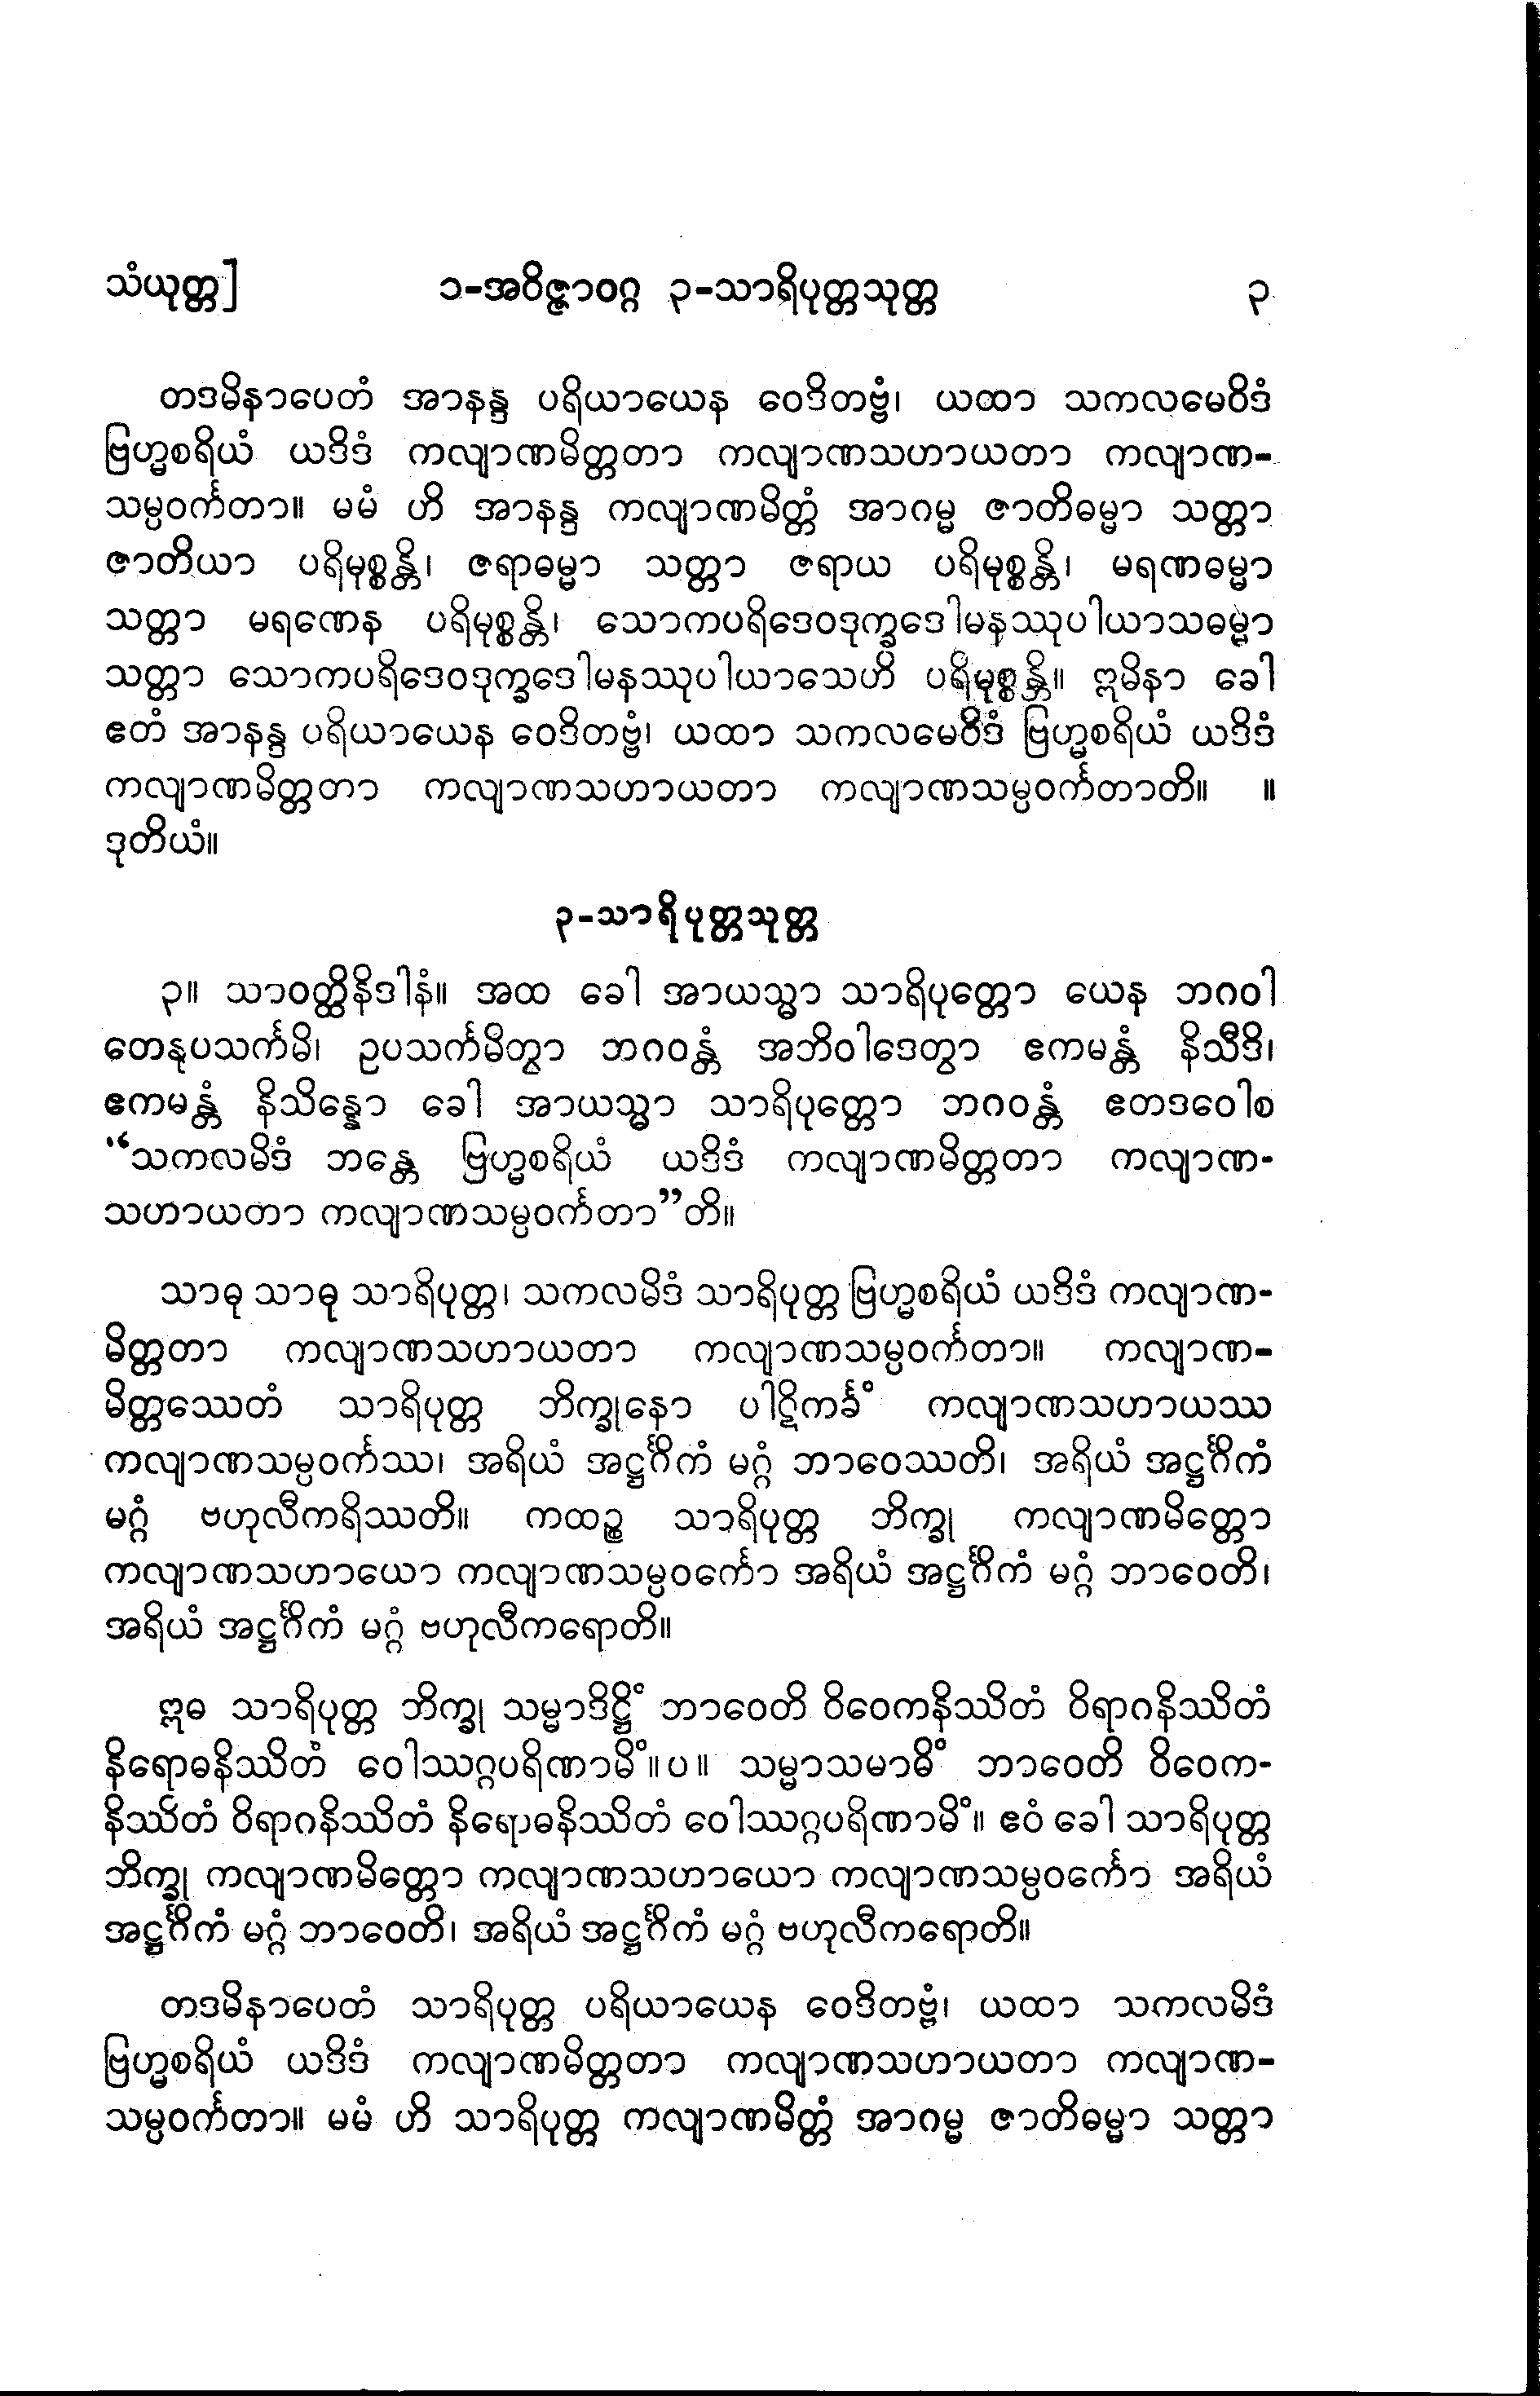 သံယုတ္တ] ၁-အဝိဇ္ဇာဝဂ္ဂ ၃-သာရိပုတ္တသုတ္တ ၃
တဒမိနာပေတံ အာနန္ဒ ပရိယာယေန ဝေဒိတဗ္ဗံ၊ ယထာ သကလမေဝိဒံ
ဗြဟ္မစရိယံ ယဒိဒံ ကလျာဏမိတ္တတာ ကလျာဏသဟာယတာ ကလျာဏ-
သမ္ပဝင်္ကတာ။ မမံ ဟိ အာနန္ဒ ကလျာဏမိတ္တံ အာဂမ္မ ဇာတိဓမ္မာ သတ္တာ
ဇာတိယာ ပရိမုစ္စန္တိ၊ ဇရာဓမ္မာ သတ္တာ ဇရာယ ပရိမုစ္စန္တိ၊ မရဏဓမ္မာ
သတ္တာ မရဏေန ပရိမုစ္စန္တိ၊ သောကပရိဒေဝဒုက္ခဒေါမနဿုပါယာသဓမ္မာ
သတ္တာ သောကပရိဒေဝဒုက္ခဒေါမနဿုပါယာသေဟိ ပရိမုစ္စန္တိ။ ဣမိနာ ခေါ
ဧတံ အာနန္ဒ ပရိယာယေန ဝေဒိတဗ္ဗံ၊ ယထာ သကလမေဝိဒံ ဗြဟ္မစရိယံ ယဒိဒံ
ကလျာဏမိတ္တတာ ကလျာဏသဟာယတာ ကလျာဏသမ္ပဝင်္ကတာတိ။ ။
ဒုတိယံ။
၃-သာရိပုတ္တသုတ္တ
၃။ သာဝတ္ထိနိဒါနံ။ အထ ခေါ အာယသ္မာ သာရိပုတ္တော ယေန ဘဂဝါ
တေနုပသင်္ကမိ၊ ဥပသင်္ကမိတွာ ဘဂဝန္တံ အဘိဝါဒေတွာ ဧကမန္တံ နိသီဒိ၊
ဧကမန္တံ နိသိန္နော ခေါ အာယသ္မာ သာရိပုတ္တော ဘဂဝန္တံ ဧတဒဝေါစ
“သကလမိဒံ ဘန္တေ ဗြဟ္မစရိယံ ယဒိဒံ ကလျာဏမိတ္တတာ ကလျာဏ-
သဟာယတာ ကလျာဏသမ္ပဝင်္ကတာ”တိ။
သာဓု သာဓု သာရိပုတ္တ၊ သကလမိဒံ သာရိပုတ္တ ဗြဟ္မစရိယံ ယဒိဒံ ကလျာဏ-
မိတ္တတာ ကလျာဏသဟာယတာ ကလျာဏသမ္ပဝင်္ကတာ။ ကလျာဏ-
မိတ္တဿေတံ သာရိပုတ္တ ဘိက္ခုနော ပါဋိကင်္ခံ ကလျာဏသဟာယဿ
ကလျာဏသမ္ပဝင်္ကဿ၊ အရိယံ အဋ္ဌင်္ဂိကံ မဂ္ဂံ ဘာဝေဿတိ၊ အရိယံ အဋ္ဌင်္ဂိကံ
မဂ္ဂံ ဗဟုလီကရိဿတိ။ ကထဉ္စ သာရိပုတ္တ ဘိက္ခု ကလျာဏမိတ္တော
ကလျာဏသဟာယော ကလျာဏသမ္ပဝင်္ကော အရိယံ အဋ္ဌင်္ဂိကံ မဂ္ဂံ ဘာဝေတိ၊
အရိယံ အဋ္ဌင်္ဂိကံ မဂ္ဂံ ဗဟုလီကရောတိ။
ဣဓ သာရိပုတ္တ ဘိက္ခု သမ္မာဒိဋ္ဌိံ ဘာဝေတိ ဝိဝေကနိဿိတံ ဝိရာဂနိဿိတံ
နိရောဓနိဿိတံ ဝေါဿဂ္ဂပရိဏာမိံ။ပ။ သမ္မာသမာဓိံ ဘာဝေတိ ဝိဝေက-
နိဿိတံ ဝိရာဂနိဿိတံ နိရောဓနိဿိတံ ဝေါဿဂ္ဂပရိဏာမိံ။ ဧဝံ ခေါ သာရိပုတ္တ
ဘိက္ခု ကလျာဏမိတ္တော ကလျာဏသဟာယော ကလျာဏသမ္ပဝင်္ကော အရိယံ
အဋ္ဌင်္ဂိကံ မဂ္ဂံ ဘာဝေတိ၊ အရိယံ အဋ္ဌင်္ဂိကံ မဂ္ဂံ ဗဟုလီကရောတိ။
တဒမိနာပေတံ သာရိပုတ္တ ပရိယာယေန ဝေဒိတဗ္ဗံ၊ ယထာ သကလမိဒံ
ဗြဟ္မစရိယံ ယဒိဒံ ကလျာဏမိတ္တတာ ကလျာဏသဟာယတာ ကလျာဏ-
သမ္ပဝင်္ကတာ။ မမံ ဟိ သာရိပုတ္တ ကလျာဏမိတ္တံ အာဂမ္မ ဇာတိဓမ္မာ သတ္တာ